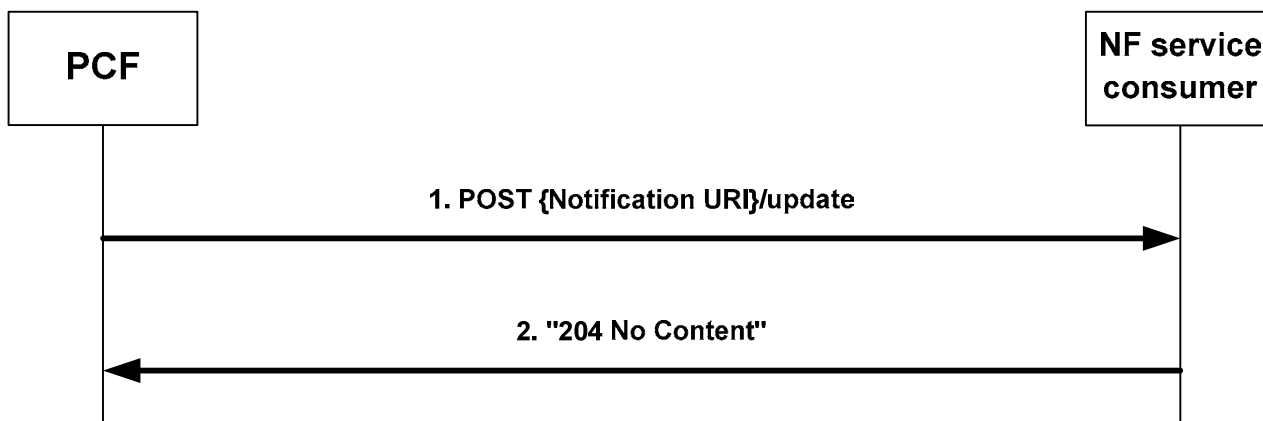 PCF
NF service
consumer
1. POST {Notification URI}/update
2. "204 No Content"